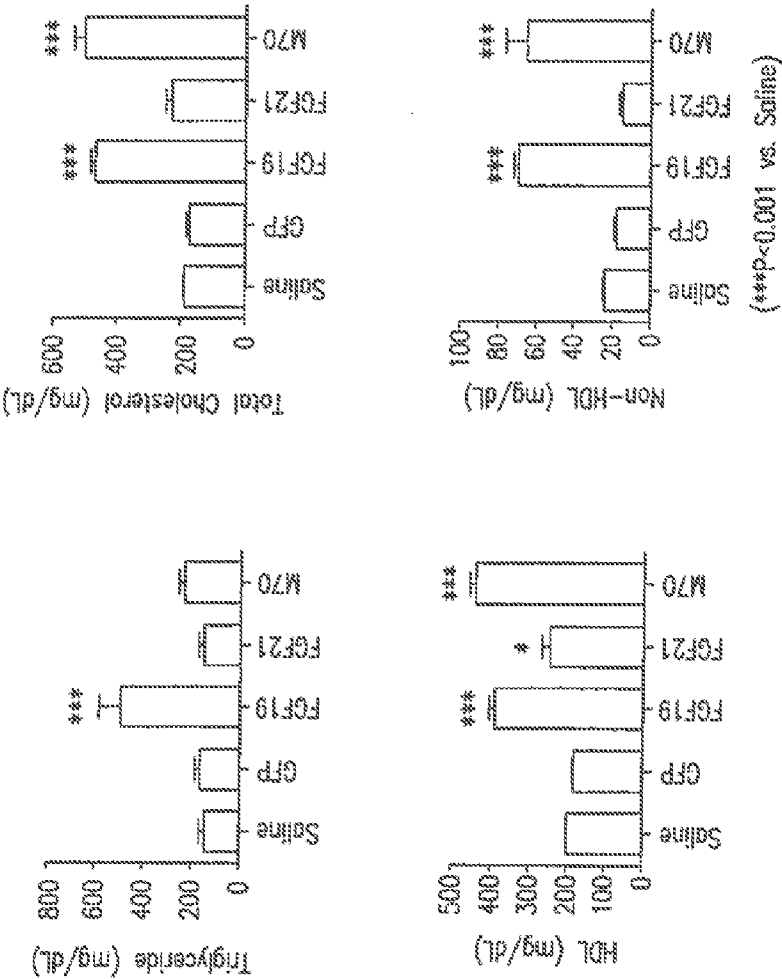 Total Cholesterol (mg/dL)
600
400
200
0
***
***
Saline
GFP
FGF19
FGF21
M70
Non-HDL (mg/dL)
100
80
60
40
20
0
***
***
Saline
GFP
FGF19
FGF21
M70
(***P<0.001 vs. Saline)
Triglyceride (mg/dL)
800
600
400
200
0
***
Saline
GFP
FGF19
FGF21
M70
HDL (mg/dL)
500
400
300
200
100
0
***
*
***
Saline
GFP
FGF19
FGF21
M70